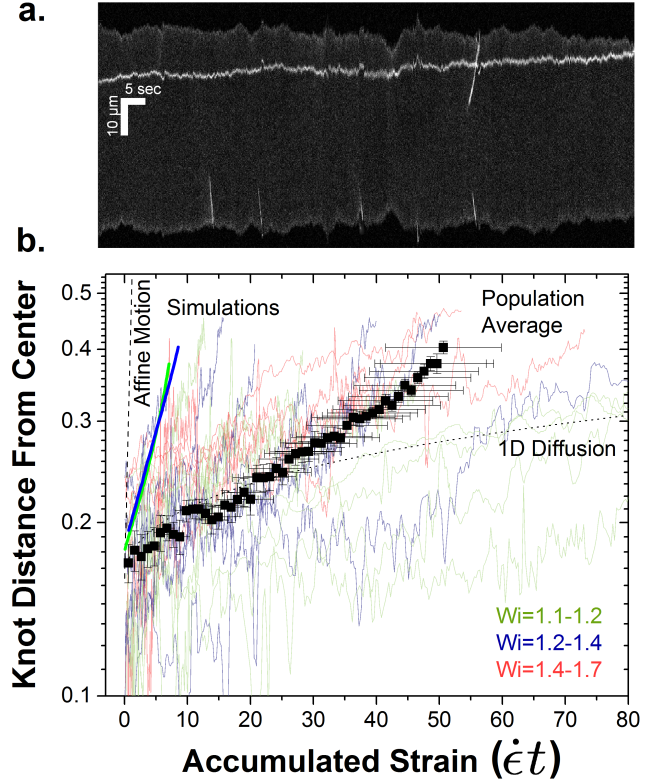 a.
5 sec
10 μm
b.
Knot Distance From Center
0.5
0.4
0.3
0.2
0.1
Affine Motion
Simulations
Population
Average
1D Diffusion
Wi=1.1-1.2
Wi=1.2-1.4
Wi=1.4-1.7
0 10 20 30 40 50 60 70 80
Accumulated Strain (ϵ̇t)